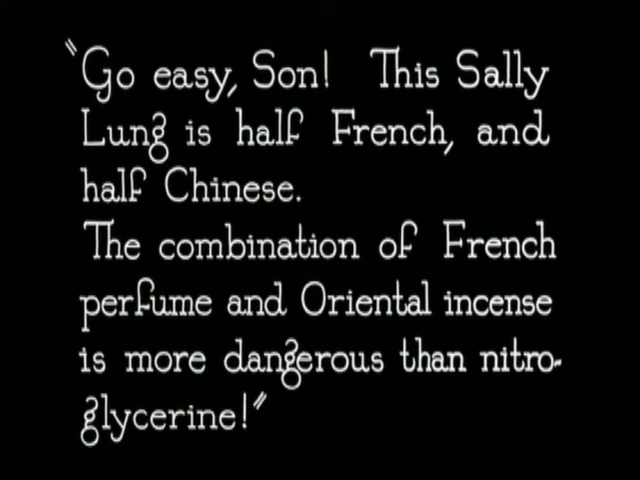 "Go easy, Son! This Sally
Lung is half French, and
half Chinese.
The combination of French
perfume and Oriental incense
is more dangerous than nitro-
glycerine!"